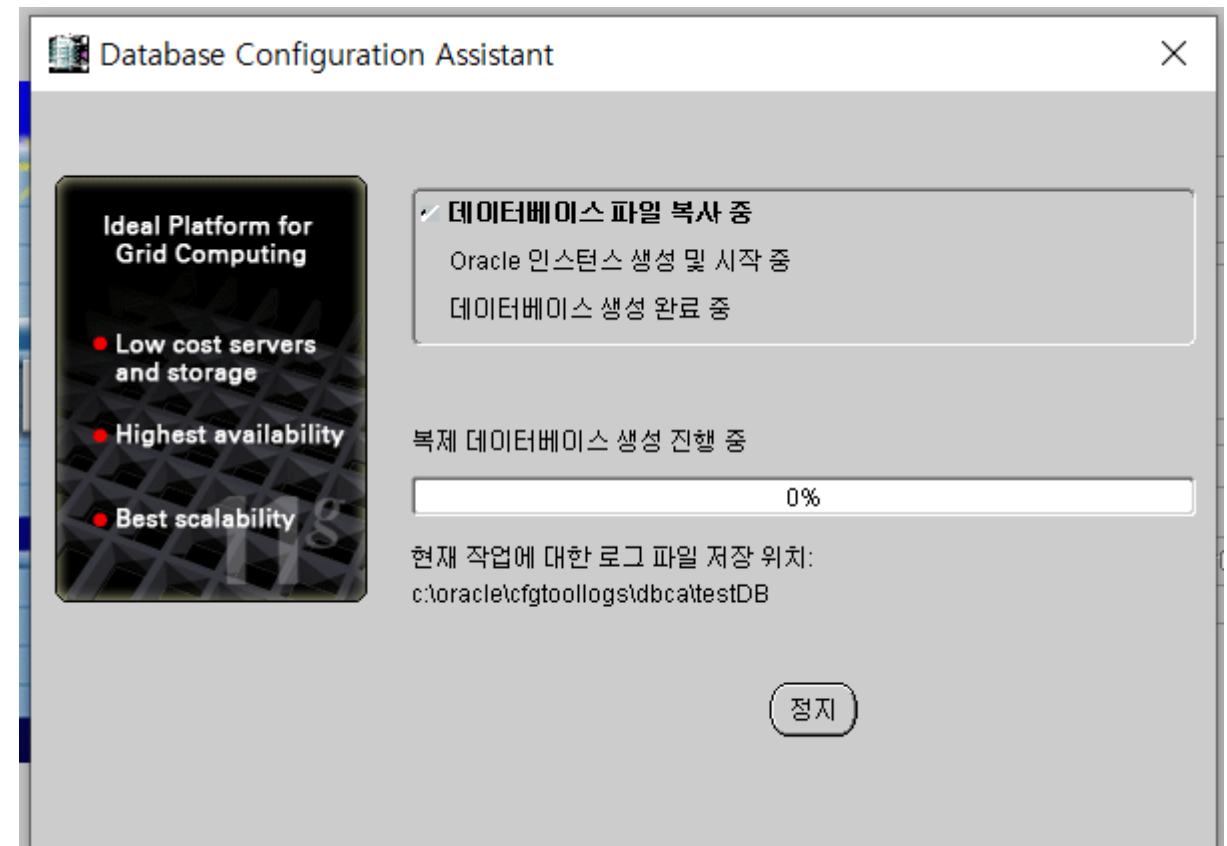 Database Configuration Assistant
Ideal Platform for
Grid Computing
Low cost servers
and storage
Highest availability
Best scalability
11g
데이터베이스 파일 복사 중
Oracle 인스턴스 생성 및 시작 중
데이터베이스 생성 완료 중
복제 데이터베이스 생성 진행 중
0%
현재 작업에 대한 로그 파일 저장 위치:
c:\oracle\cfgtoollogs\dbca\testDB
정지